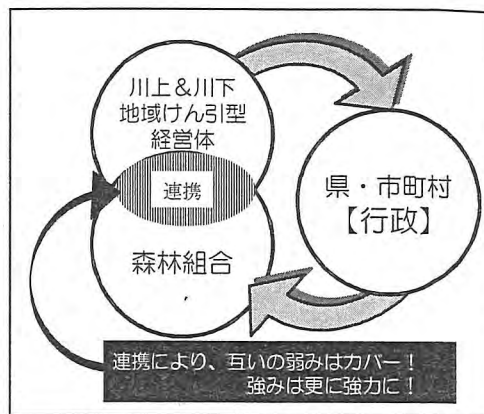 川上&川下
地域けん引型
経営体
連携
森林組合
県・市町村
【行政】
連携により、互いの弱みはカバー！
強みは更に強力に！